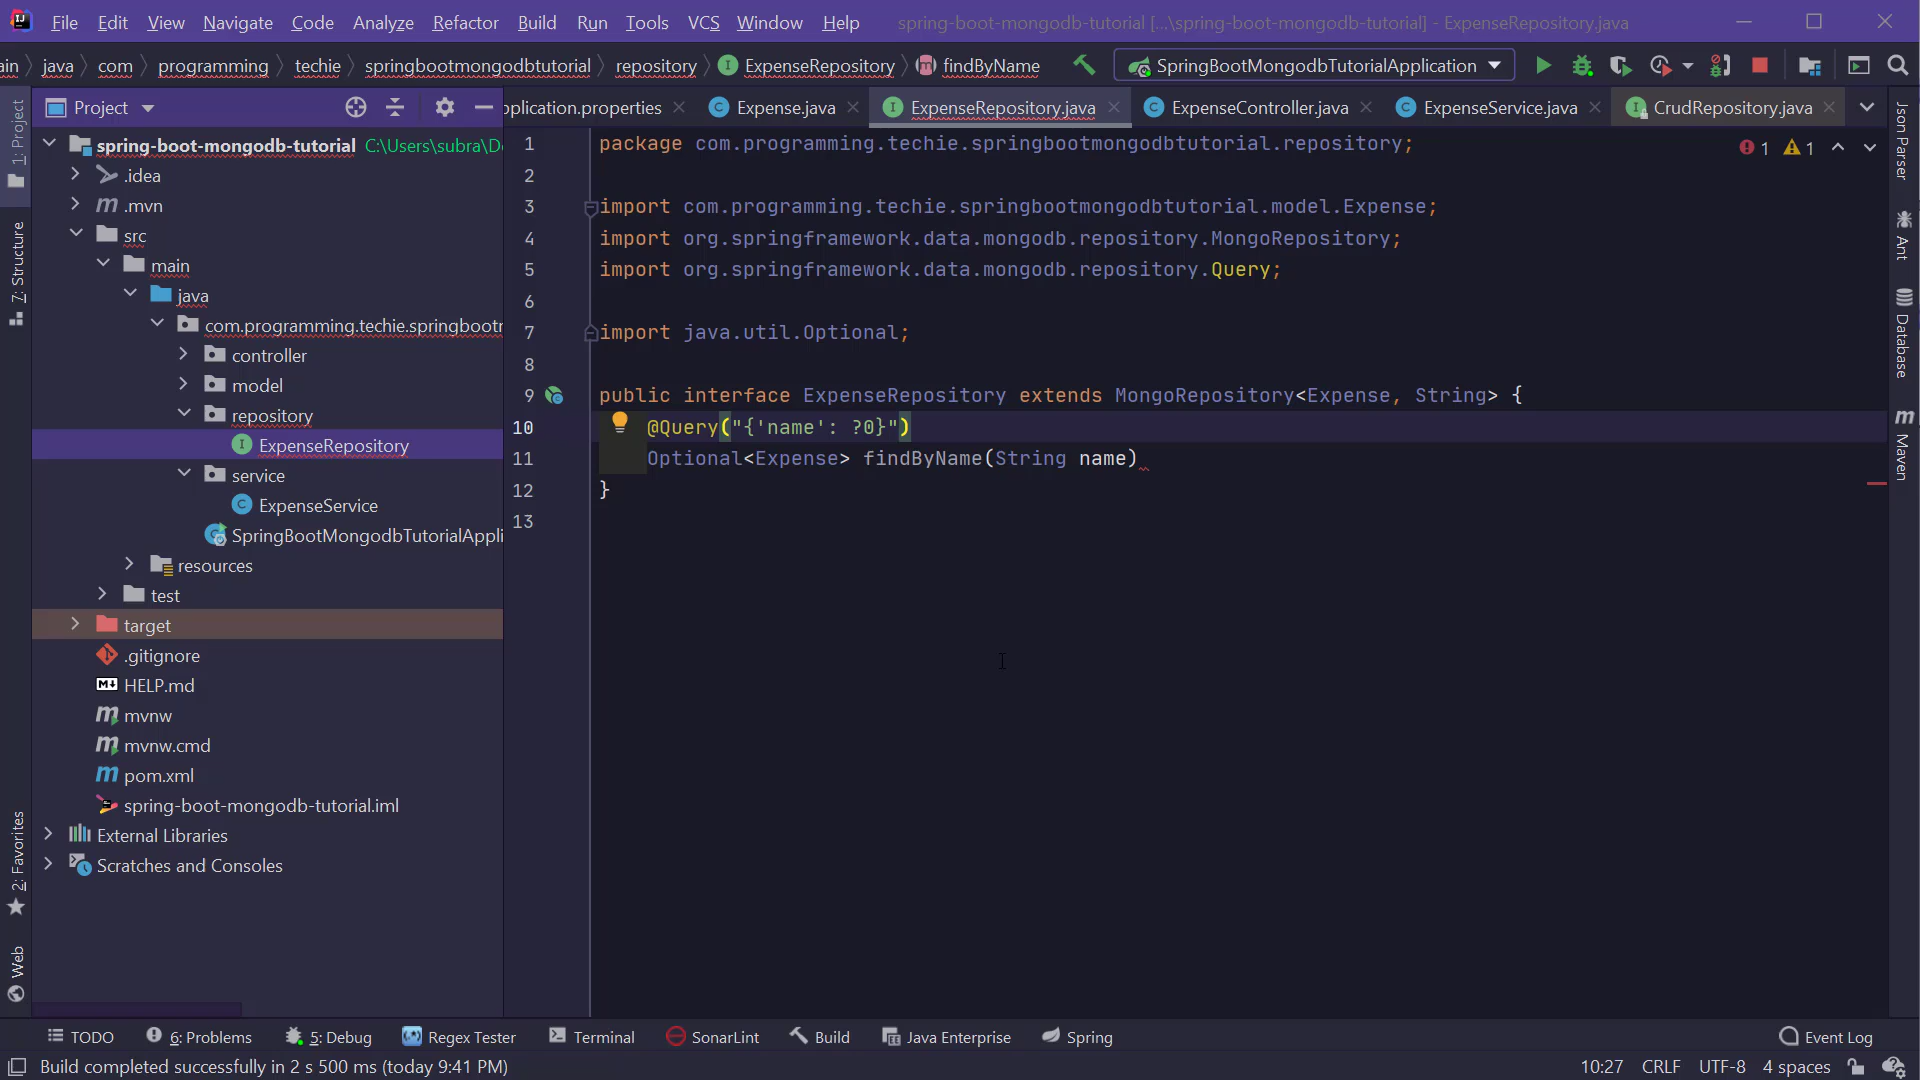 File Edit View Navigate Code Analyze Refactor Build Run Tools VCS Window Help spring-boot-mongodb-tutorial [...\spring-boot-mongodb-tutorial] - ExpenseRepository.java
ain java com programming techie springbootmongodbtutorial repository ExpenseRepository findByName SpringBootMongodbTutorialApplication
Project
pplication.properties Expense.java ExpenseRepository.java ExpenseController.java ExpenseService.java CrudRepository.java
1: Project
7: Structure
2: Favorites
Web
spring-boot-mongodb-tutorial C:\Users\subra\De
.idea
.mvn
src
main
java
com.programming.techie.springbootn
controller
model
repository
ExpenseRepository
service
ExpenseService
SpringBootMongodbTutorialAppli
resources
test
target
.gitignore
HELP.md
mvnw
mvnw.cmd
pom.xml
spring-boot-mongodb-tutorial.iml
External Libraries
Scratches and Consoles
1 package com.programming.techie.springbootmongodbtutorial.repository;
2
3 import com.programming.techie.springbootmongodbtutorial.model.Expense;
4 import org.springframework.data.mongodb.repository.MongoRepository;
5 import org.springframework.data.mongodb.repository.Query;
6
7 import java.util.Optional;
8
9 public interface ExpenseRepository extends MongoRepository<Expense, String> {
10 @Query("{'name': ?0}")
11 Optional<Expense> findByName(String name)
12 }
13
1 1
Json Parser
Ant
Database
Maven
TODO 6: Problems 5: Debug Regex Tester Terminal SonarLint Build Java Enterprise Spring Event Log
Build completed successfully in 2 s 500 ms (today 9:41 PM) 10:27 CRLF UTF-8 4 spaces